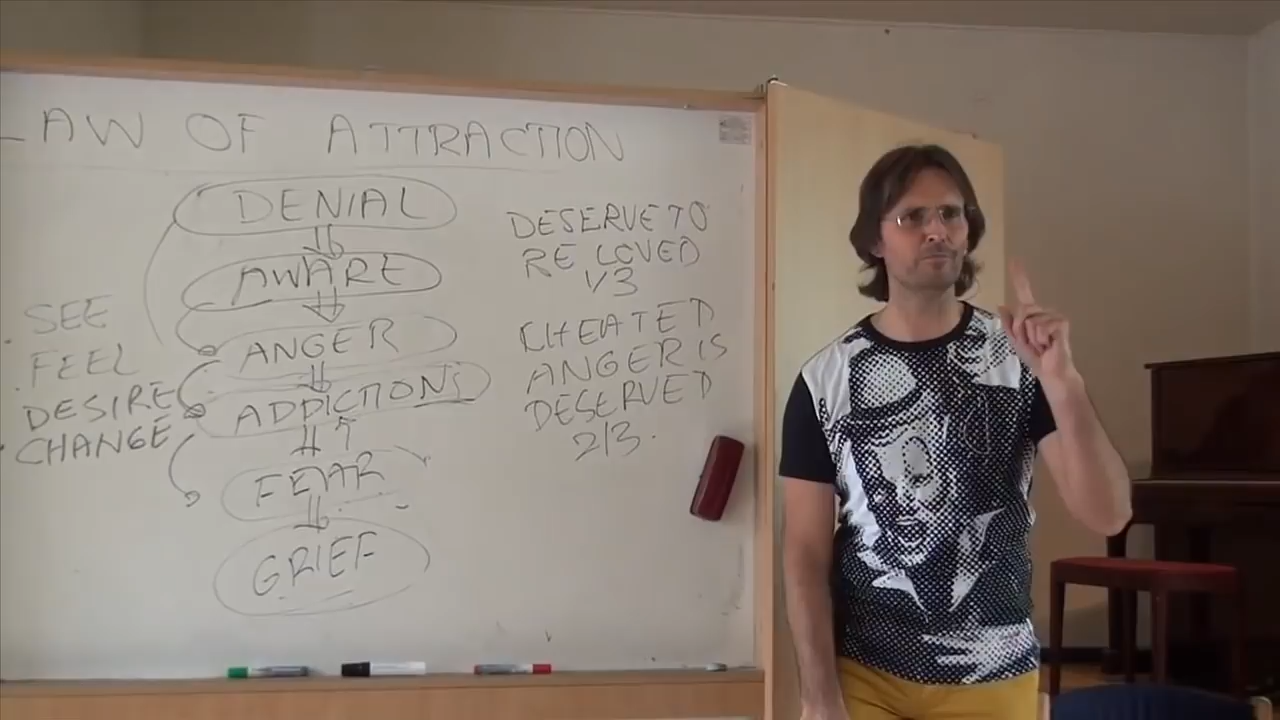 LAW OF ATTRACTION
DENIAL
AWARE
ANGER
ADDICTIONS
FEAR
GRIEF
. SEE
. FEEL
DESIRE
. CHANGE
DESERVE TO
BE LOVED
1/3
CHEATED
ANGER IS
DESERVED
2/3.